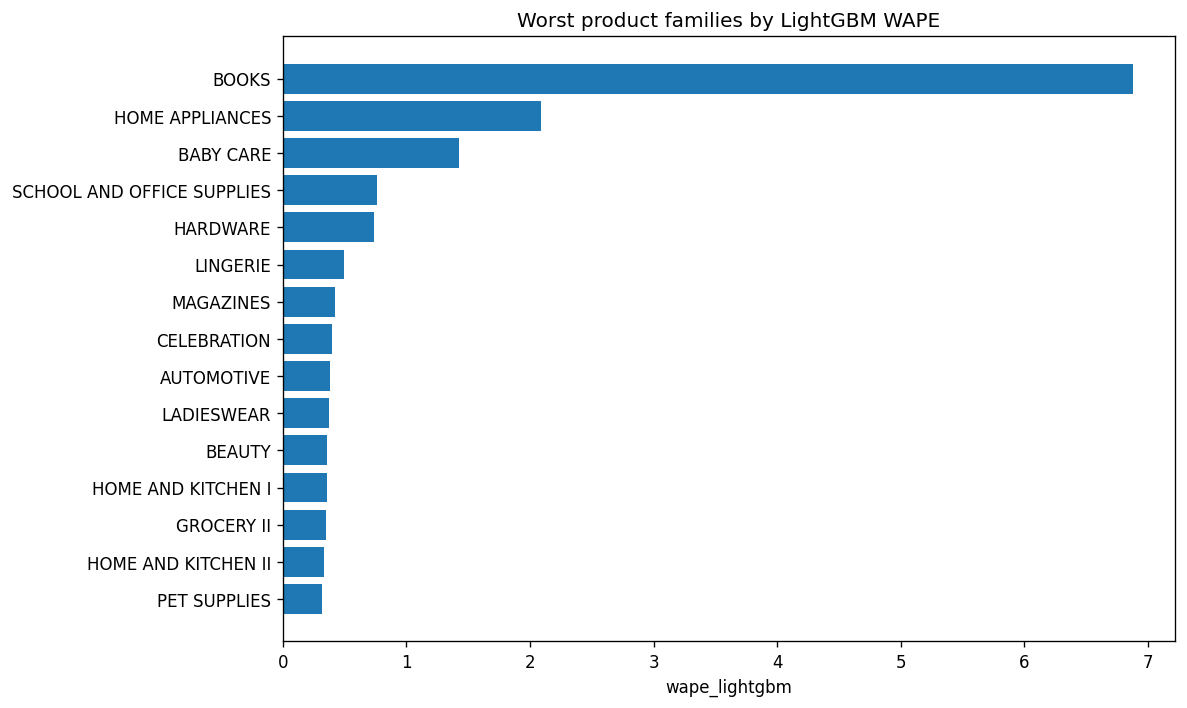 Worst product families by LightGBM WAPE
BOOKS
HOME APPLIANCES
BABY CARE
SCHOOL AND OFFICE SUPPLIES
HARDWARE
LINGERIE
MAGAZINES
CELEBRATION
AUTOMOTIVE
LADIESWEAR
BEAUTY
HOME AND KITCHEN I
GROCERY II
HOME AND KITCHEN II
PET SUPPLIES
0 1 2 3 4 5 6 7
wape_lightgbm